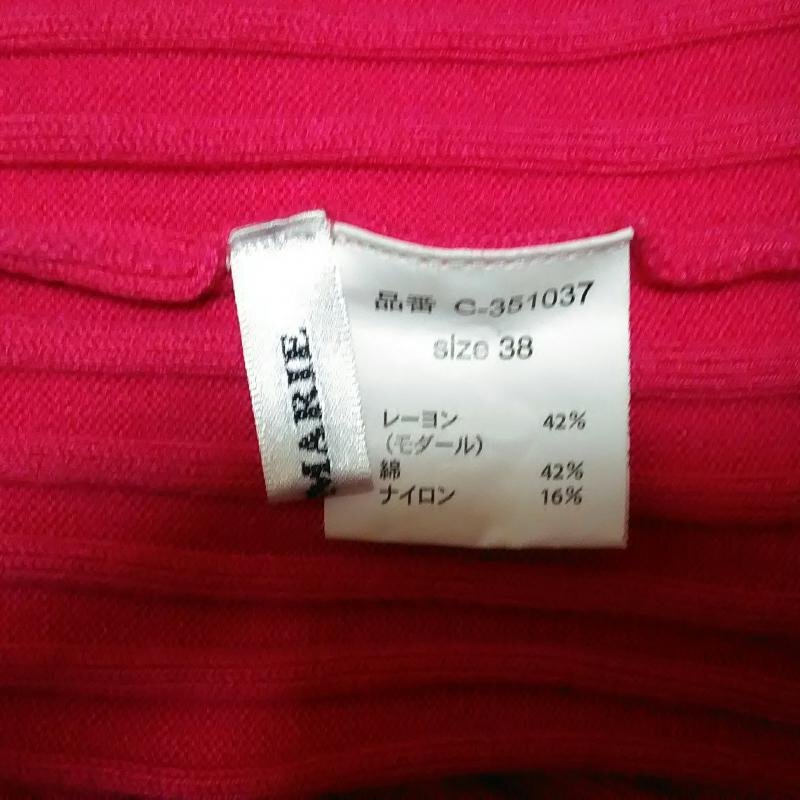 MARIE
品番 C-351037
size 38
レーヨン 42%
(モダール)
綿 42%
ナイロン 16%